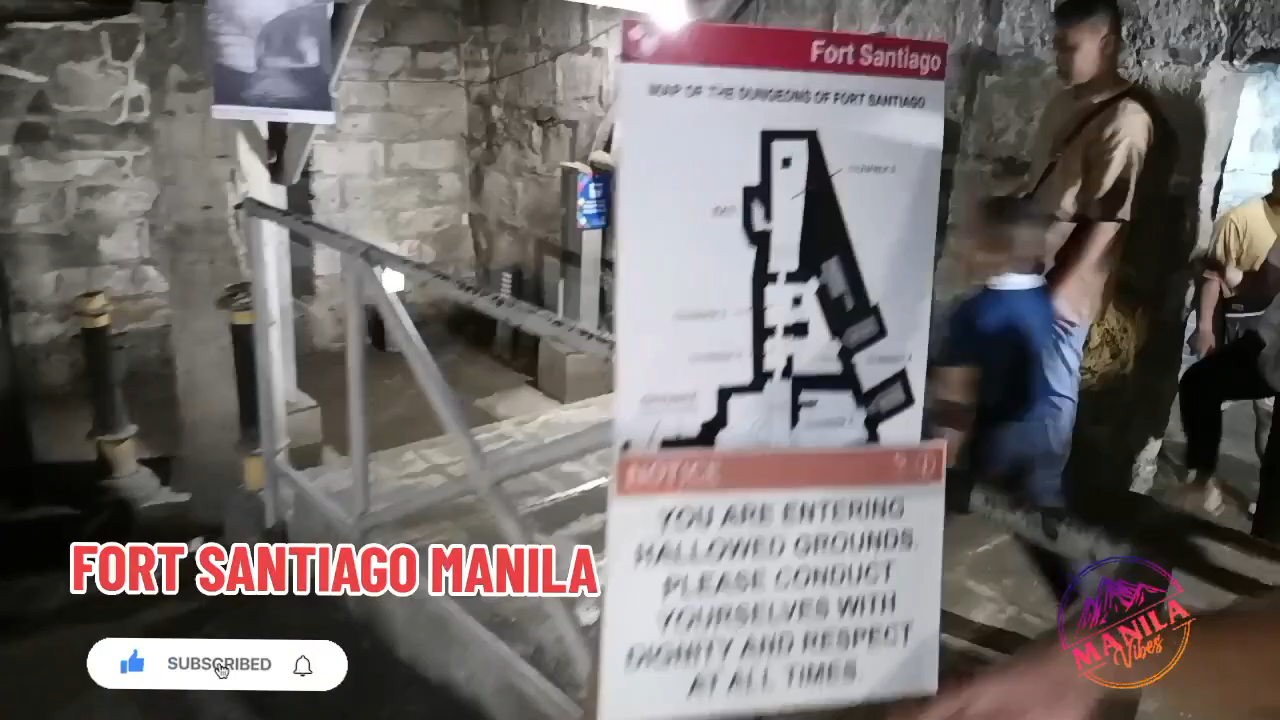 Fort Santiago
MAP OF THE DUNGEONS OF FORT SANTIAGO
NOTICE
YOU ARE ENTERING
HALLOWED GROUNDS.
PLEASE CONDUCT
YOURSELVES WITH
DIGNITY AND RESPECT
AT ALL TIMES
FORT SANTIAGO MANILA
SUBSCRIBED
MANILA
Vibes